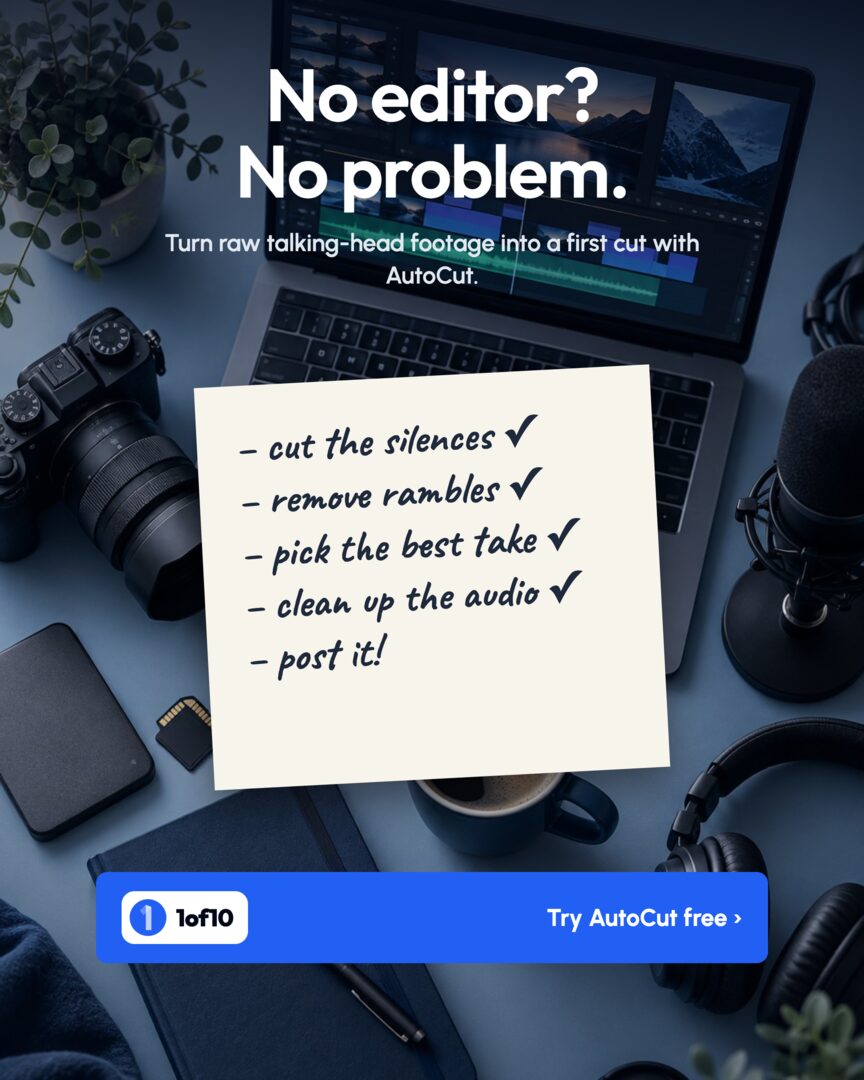 No editor?
No problem.
Turn raw talking-head footage into a first cut with
AutoCut.
– cut the silences ✔
– remove rambles ✔
– pick the best take ✔
– clean up the audio ✔
– post it!
1of10
Try AutoCut free ›